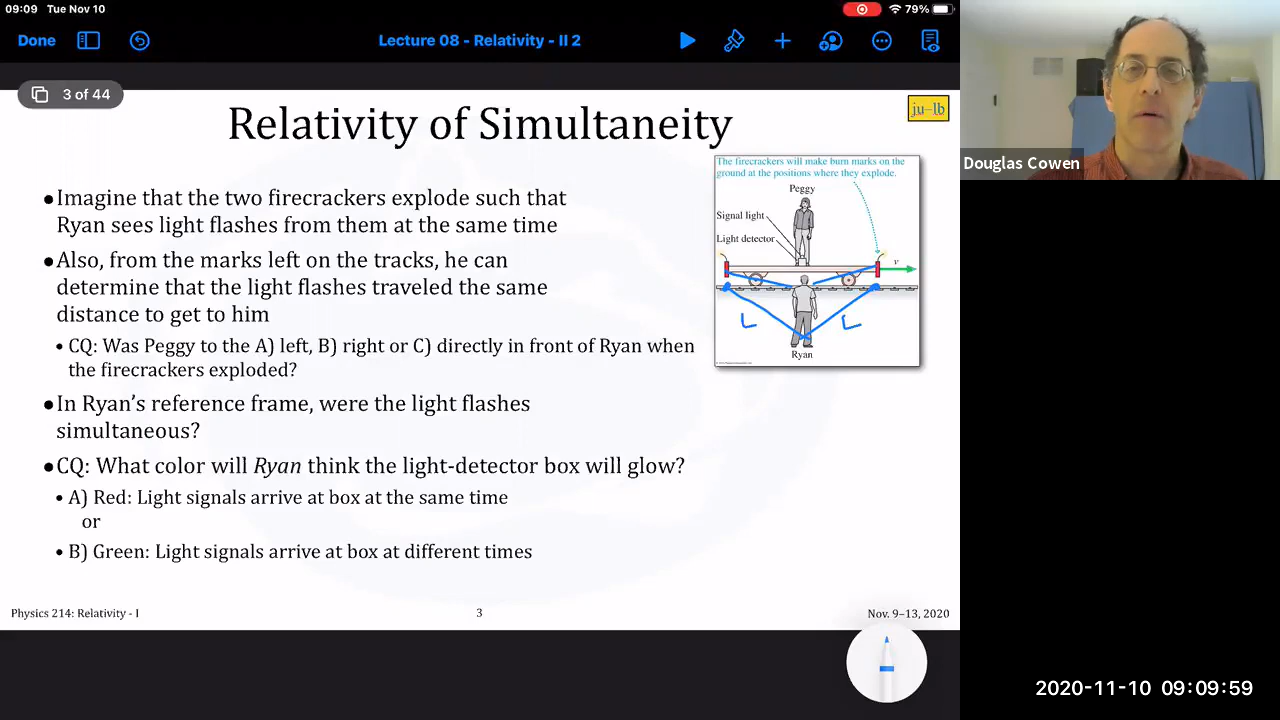 09:09 Tue Nov 10
79%
Done
Lecture 08 - Relativity - II 2
3 of 44
Relativity of Simultaneity
ju-lb
Douglas Cowen
•Imagine that the two firecrackers explode such that
Ryan sees light flashes from them at the same time
•Also, from the marks left on the tracks, he can
determine that the light flashes traveled the same
distance to get to him
• CQ: Was Peggy to the A) left, B) right or C) directly in front of Ryan when
the firecrackers exploded?
•In Ryan's reference frame, were the light flashes
simultaneous?
•CQ: What color will Ryan think the light-detector box will glow?
• A) Red: Light signals arrive at box at the same time
or
• B) Green: Light signals arrive at box at different times
The firecrackers will make burn marks on the
ground at the positions where they explode.
Peggy
Signal light
Light detector
v
L L
Ryan
Physics 214: Relativity - I
3
Nov. 9–13, 2020
2020-11-10 09:09:59